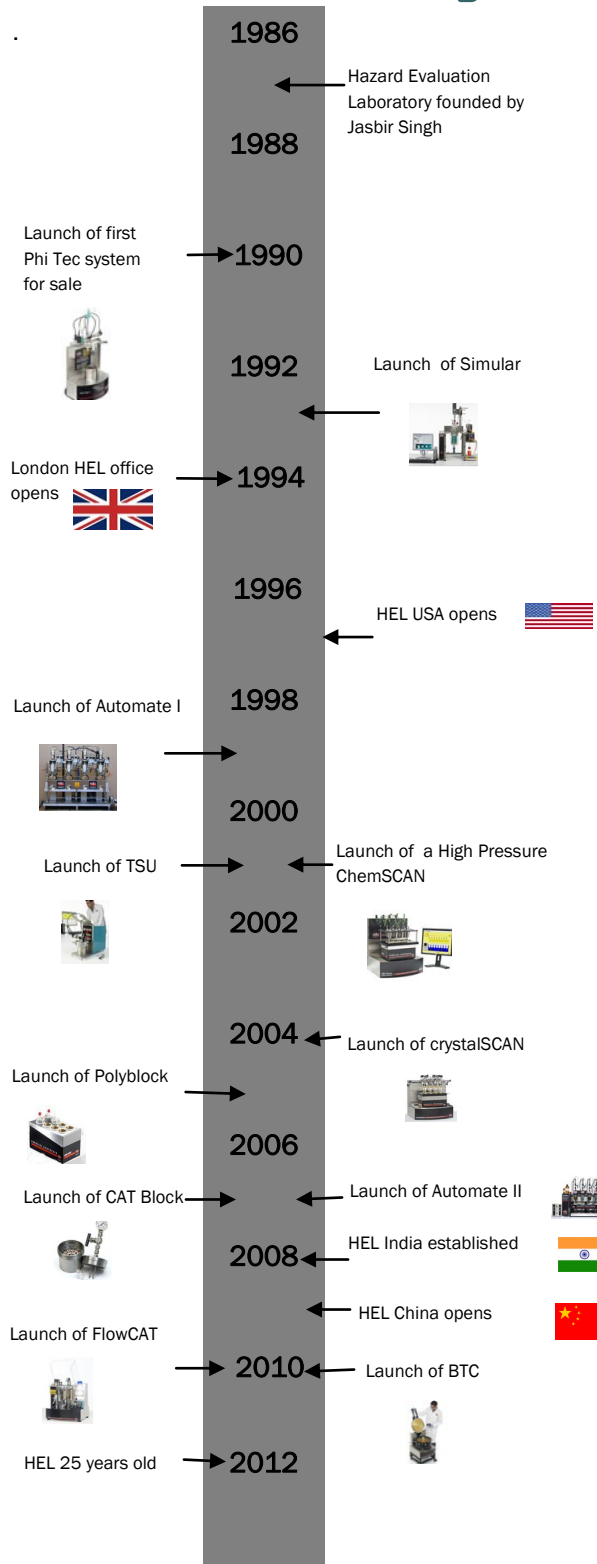 .
1986
Hazard Evaluation
Laboratory founded by
Jasbir Singh
1988
Launch of first
Phi Tec system
for sale
1990
1992
Launch of Simular
London HEL office
opens
1994
1996
HEL USA opens
1998
Launch of Automate I
2000
Launch of TSU
Launch of a High Pressure
ChemSCAN
2002
2004
Launch of crystalSCAN
Launch of Polyblock
2006
Launch of CAT Block
Launch of Automate II
2008
HEL India established
HEL China opens
Launch of FlowCAT
2010
Launch of BTC
HEL 25 years old
2012